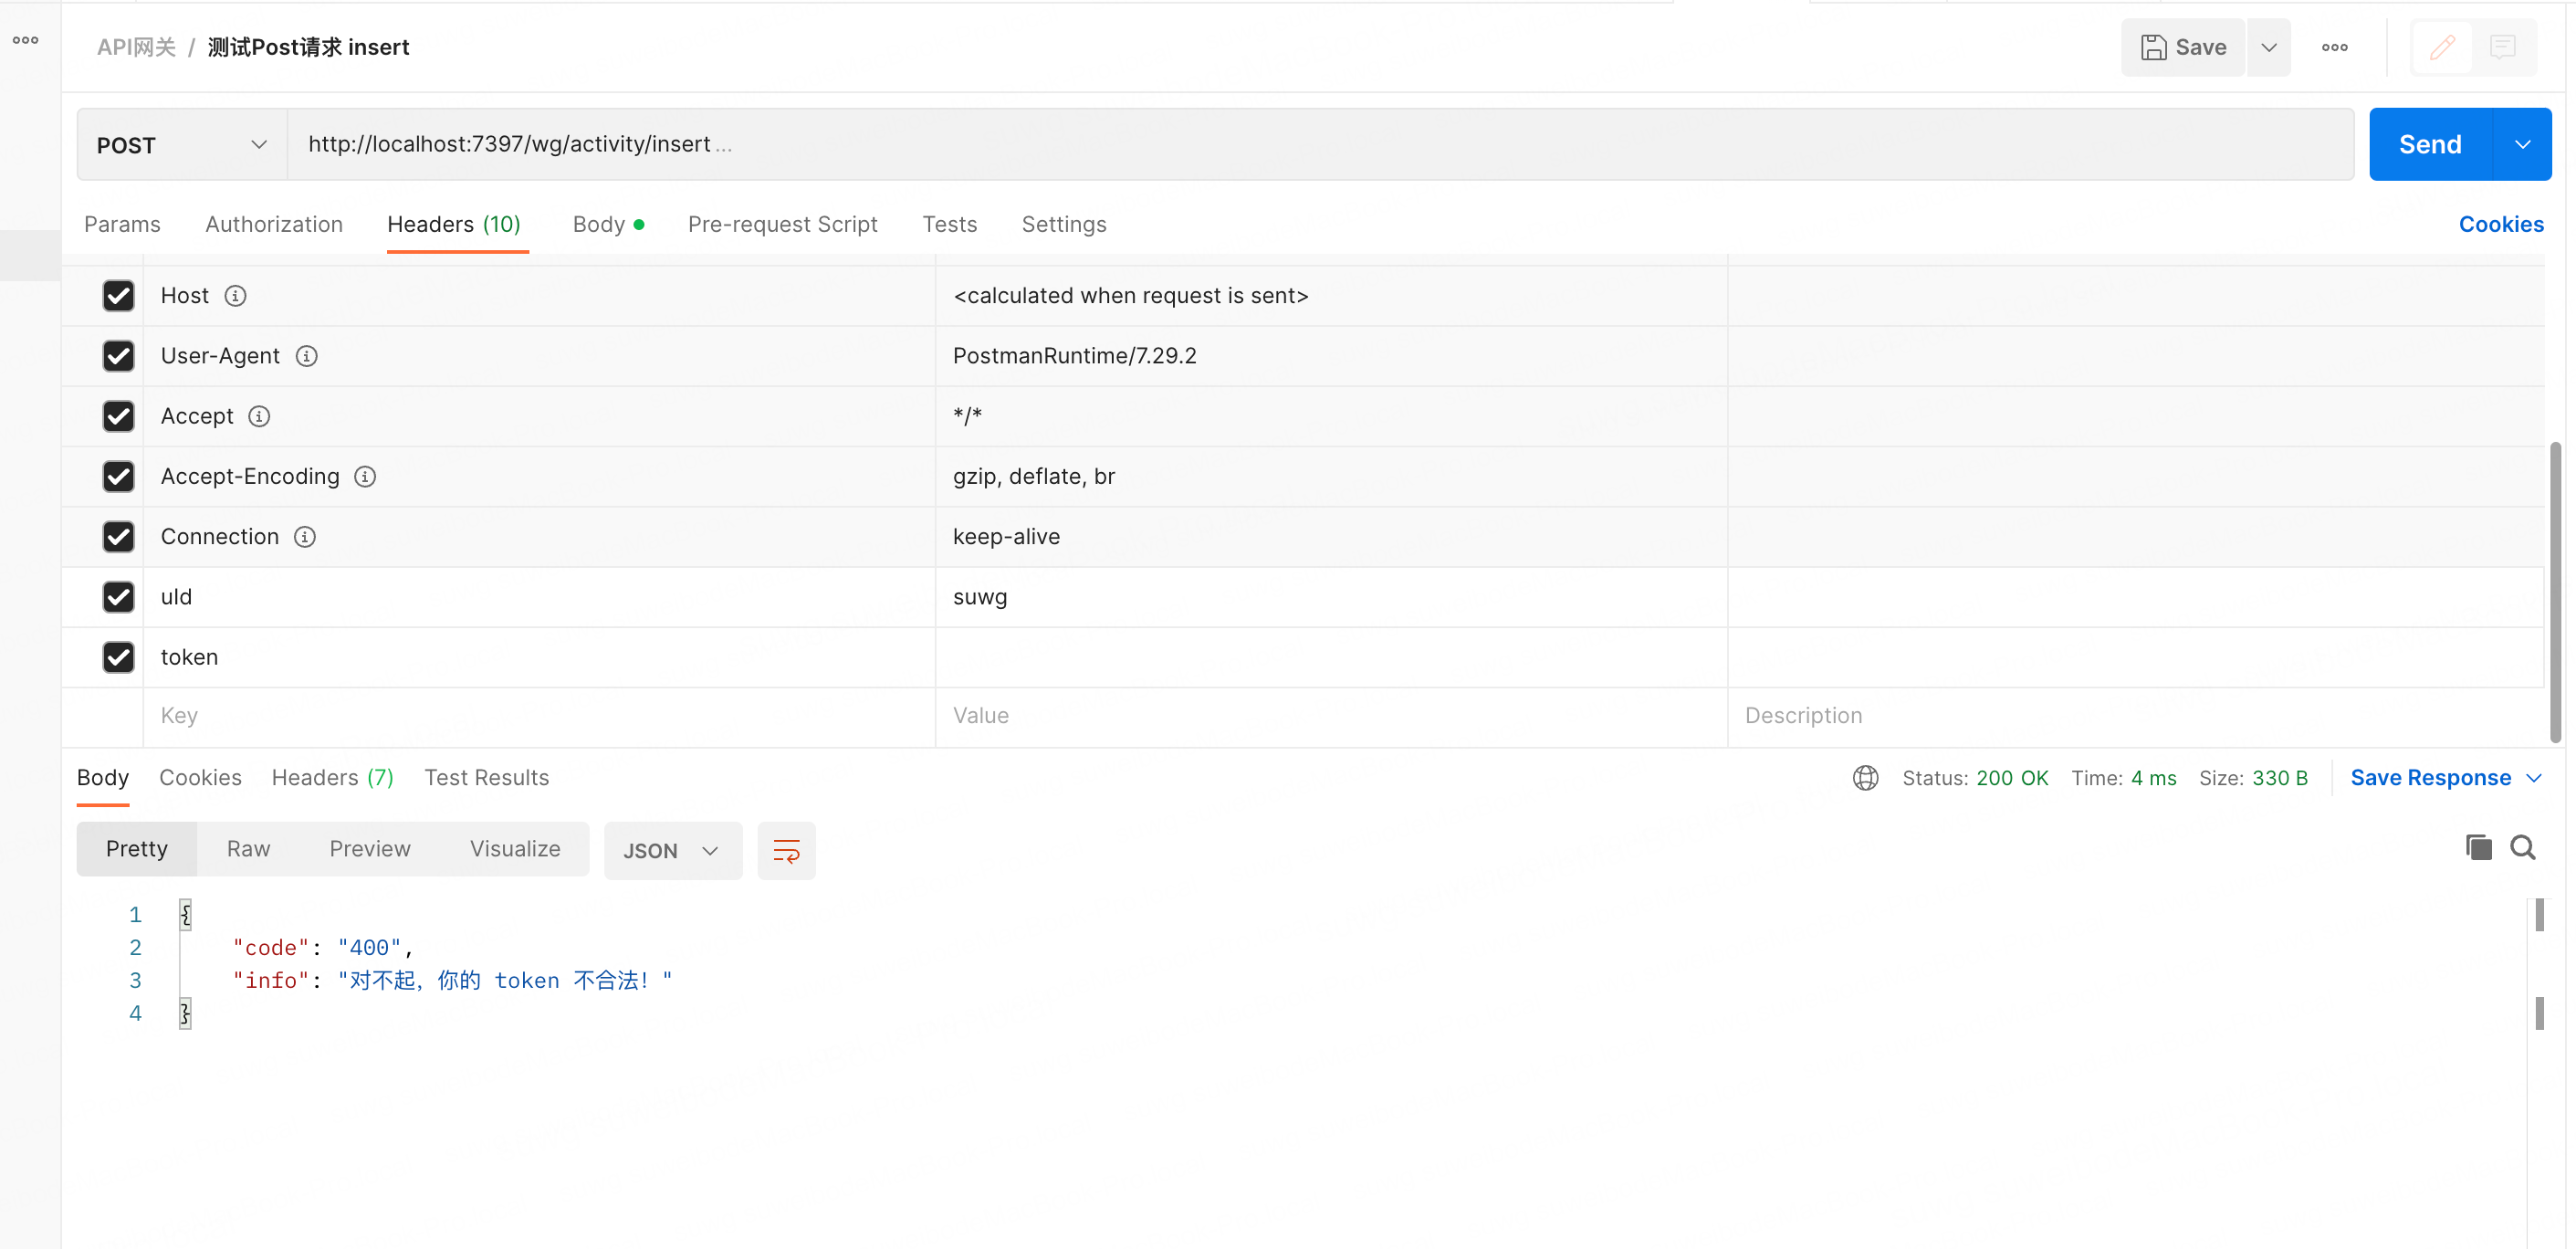 API网关 / 测试Post请求 insert
Save
POST
http://localhost:7397/wg/activity/insert...
Send
Params Authorization Headers (10) Body Pre-request Script Tests Settings Cookies
Host <calculated when request is sent>
User-Agent PostmanRuntime/7.29.2
Accept */*
Accept-Encoding gzip, deflate, br
Connection keep-alive
uId suwg
token
Key Value Description
Body Cookies Headers (7) Test Results Status: 200 OK Time: 4 ms Size: 330 B Save Response
Pretty Raw Preview Visualize JSON
1 {
2 "code": "400",
3 "info": "对不起，你的 token 不合法！"
4 }